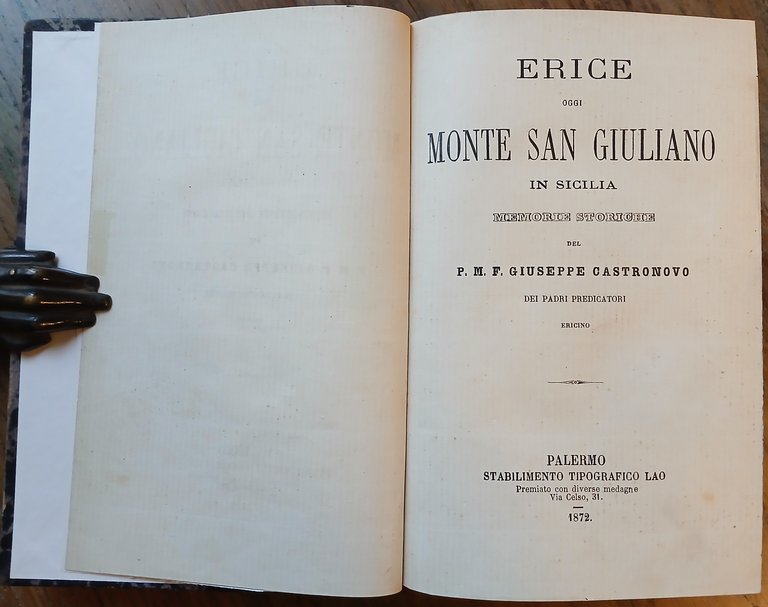 ERICE
OGGI
MONTE SAN GIULIANO
IN SICILIA
MEMORIE STORICHE
DEL
P. M. F. GIUSEPPE CASTRONOVO
DEI PADRI PREDICATORI
ERICINO
PALERMO
STABILIMENTO TIPOGRAFICO LAO
Premiato con diverse medagne
Via Celso, 31.
1872.